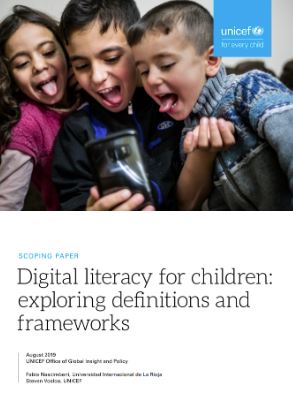 unicef
for every child
SCOPING PAPER
Digital literacy for children:
exploring definitions and
frameworks
August 2019
UNICEF Office of Global Insight and Policy
Fabio Nascimbeni, Universidad Internacional de La Rioja
Steven Vosloo, UNICEF